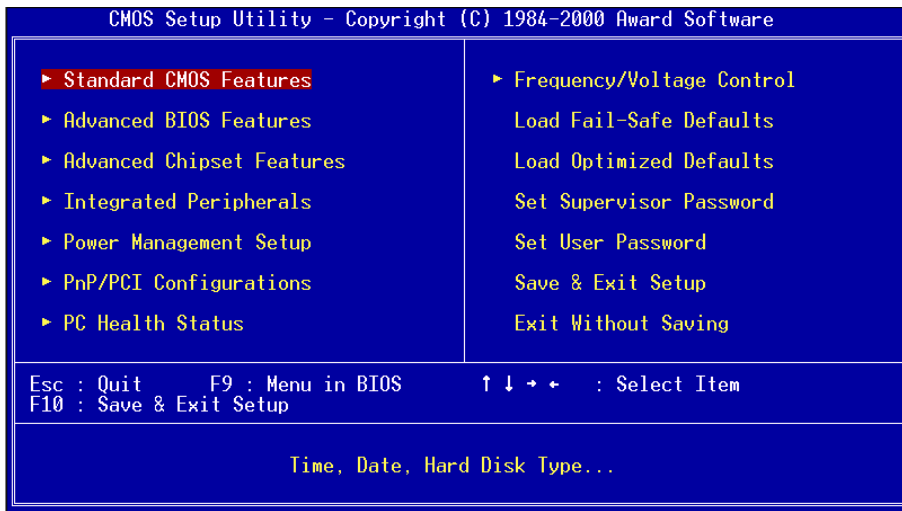 CMOS Setup Utility - Copyright (C) 1984-2000 Award Software
► Standard CMOS Features
► Advanced BIOS Features
► Advanced Chipset Features
► Integrated Peripherals
► Power Management Setup
► PnP/PCI Configurations
► PC Health Status
► Frequency/Voltage Control
Load Fail-Safe Defaults
Load Optimized Defaults
Set Supervisor Password
Set User Password
Save & Exit Setup
Exit Without Saving
Esc : Quit F9 : Menu in BIOS ↑ ↓ → ← : Select Item
F10 : Save & Exit Setup
Time, Date, Hard Disk Type...